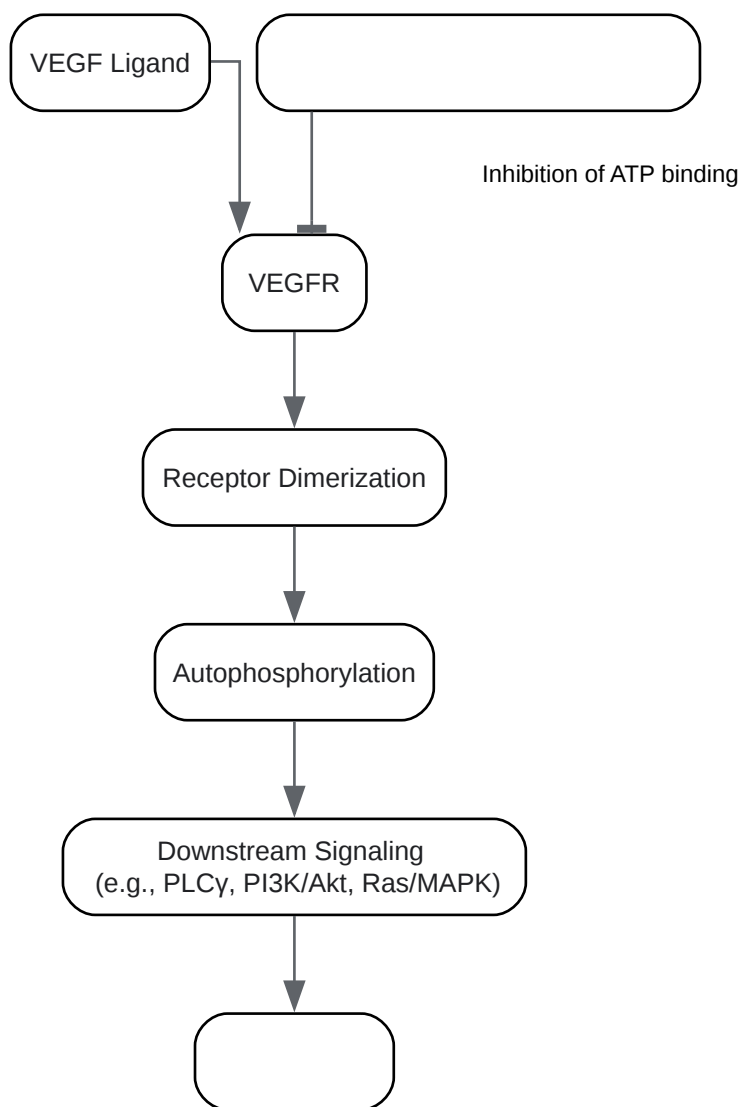 VEGF Ligand
Inhibition of ATP binding
VEGFR
Receptor Dimerization
Autophosphorylation
Downstream Signaling
(e.g., PLCγ, PI3K/Akt, Ras/MAPK)